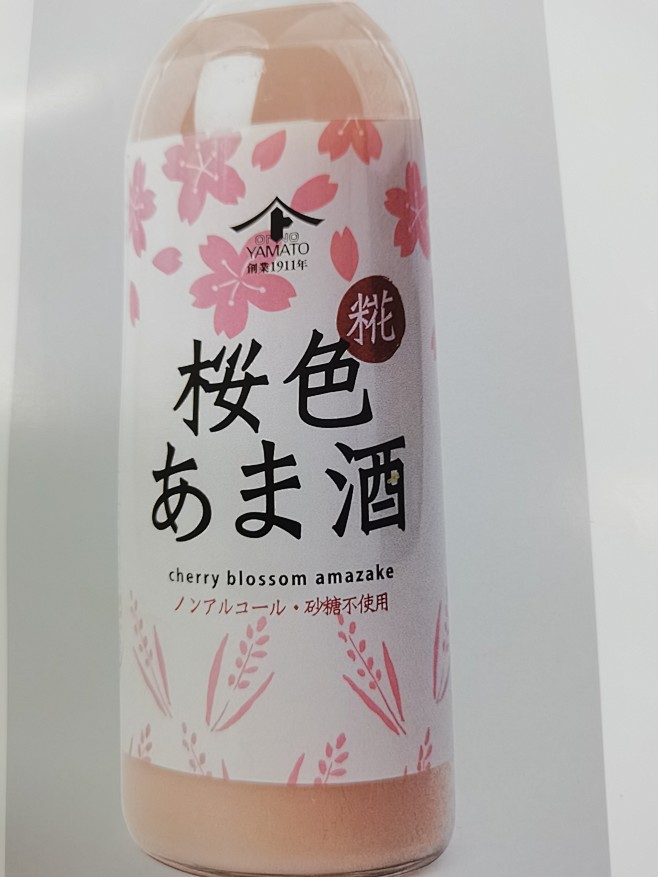 YAMATO
創業1911年
糀
桜色
あま酒
cherry blossom amazake
ノンアルコール・砂糖不使用